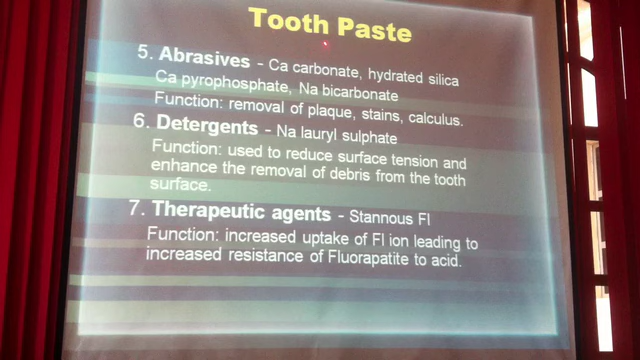 Tooth Paste
5. Abrasives - Ca carbonate, hydrated silica
Ca pyrophosphate, Na bicarbonate
Function: removal of plaque, stains, calculus.
6. Detergents - Na lauryl sulphate
Function: used to reduce surface tension and
enhance the removal of debris from the tooth
surface.
7. Therapeutic agents - Stannous Fl
Function: increased uptake of Fl ion leading to
increased resistance of Fluorapatite to acid.